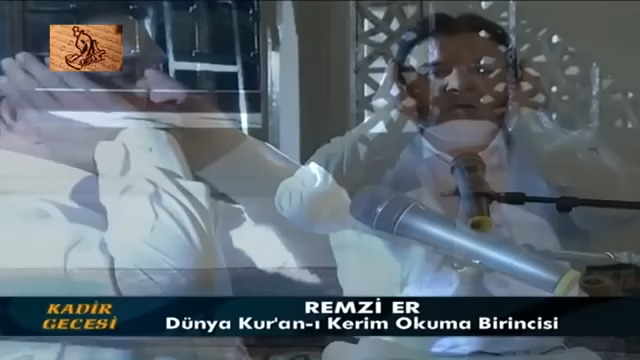 KADİR
GECESİ
REMZİ ER
Dünya Kur'an-ı Kerim Okuma Birincisi